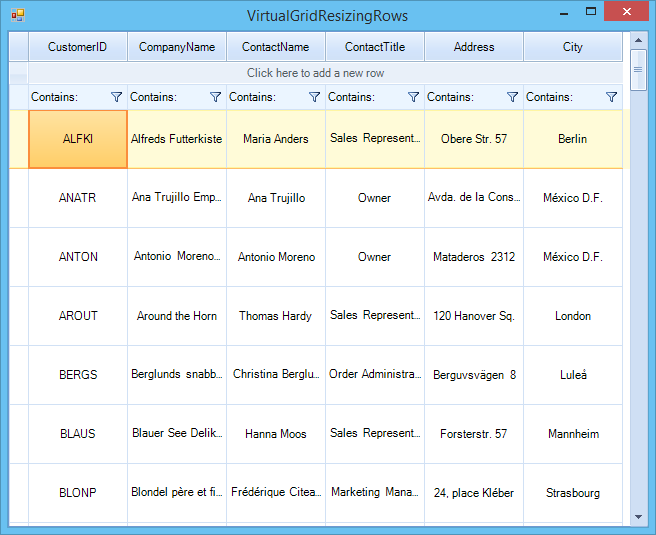 VirtualGridResizingRows
CustomerID CompanyName ContactName ContactTitle Address City
Click here to add a new row
Contains: Contains: Contains: Contains: Contains: Contains:
ALFKI Alfreds Futterkiste Maria Anders Sales Represent... Obere Str. 57 Berlin
ANATR Ana Trujillo Emp... Ana Trujillo Owner Avda. de la Cons... México D.F.
ANTON Antonio Moreno... Antonio Moreno Owner Mataderos 2312 México D.F.
AROUT Around the Horn Thomas Hardy Sales Represent... 120 Hanover Sq. London
BERGS Berglunds snabb... Christina Berglu... Order Administra... Berguvsvägen 8 Luleå
BLAUS Blauer See Delik... Hanna Moos Sales Represent... Forsterstr. 57 Mannheim
BLONP Blondel père et fi... Frédérique Citea... Marketing Mana... 24, place Kléber Strasbourg